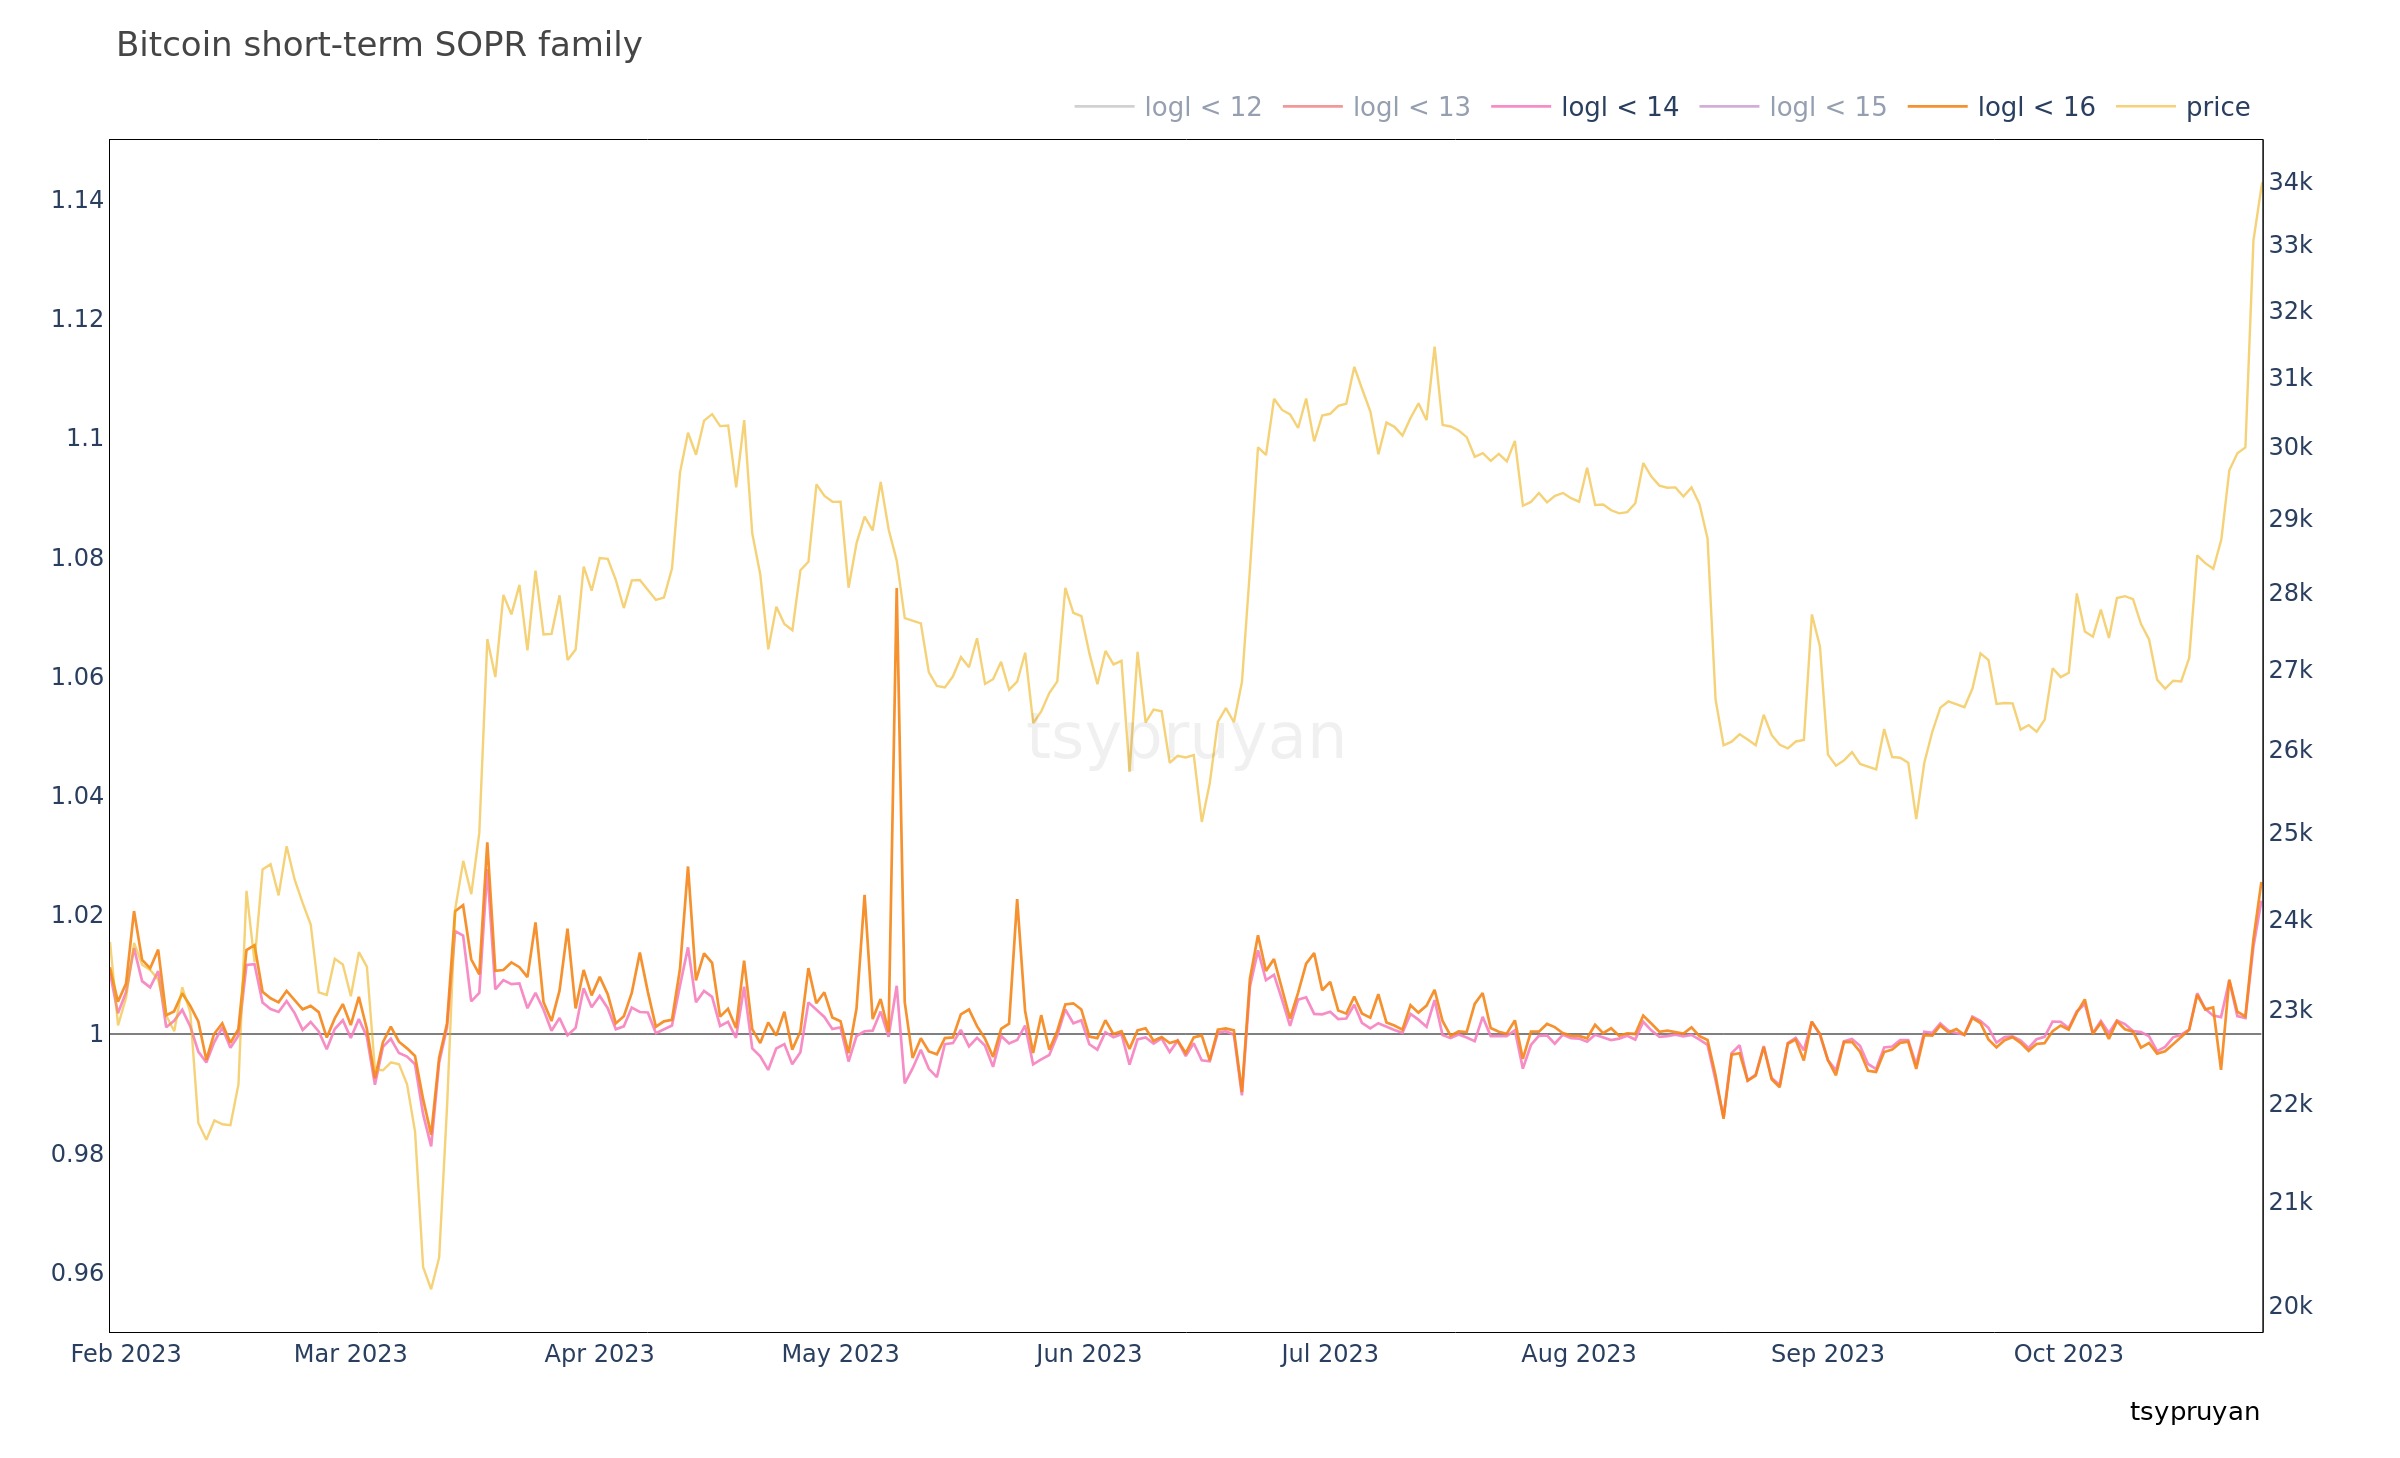 Bitcoin short-term SOPR family
logl < 12 logl < 13 logl < 14 logl < 15 logl < 16 price
1.14 34k
33k
1.12 32k
31k
1.1 30k
29k
1.08 28k
1.06 27k
tsypruyan
26k
1.04
25k
1.02 24k
23k
1
22k
0.98
21k
0.96
20k
Feb 2023 Mar 2023 Apr 2023 May 2023 Jun 2023 Jul 2023 Aug 2023 Sep 2023 Oct 2023
tsypruyan